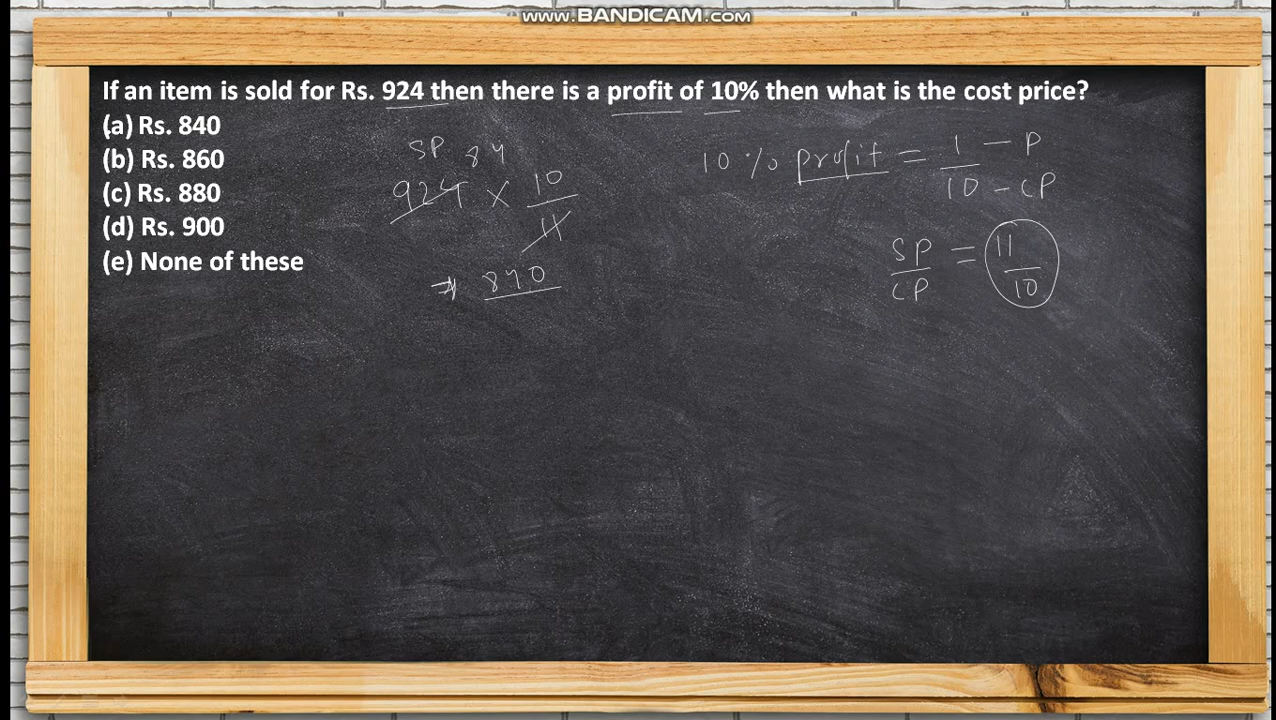 www.BANDICAM.com
If an item is sold for Rs. 924 then there is a profit of 10% then what is the cost price?
(a) Rs. 840
(b) Rs. 860
(c) Rs. 880
(d) Rs. 900
(e) None of these
SP 84
924 × 10
11
⇒ 840
10 % profit = 1 – P
10 – CP
SP = 11
CP 10